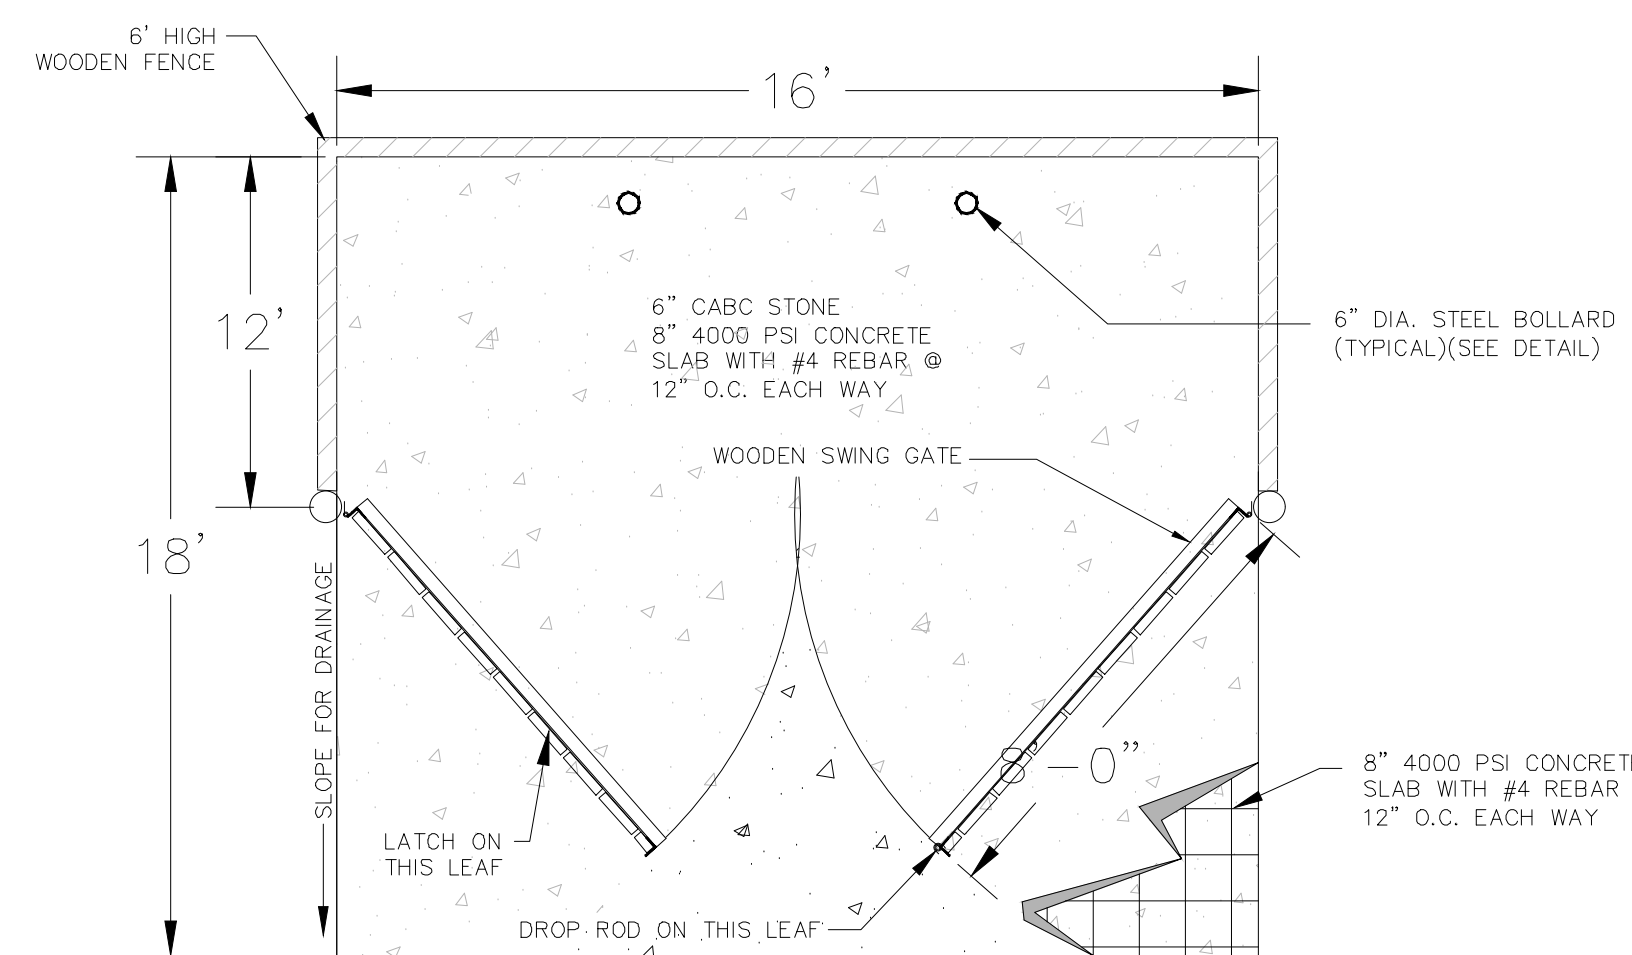 6' HIGH
WOODEN FENCE
16'
12'
18'
6” CABC STONE
8” 4000 PSI CONCRETE
SLAB WITH #4 REBAR @
12” O.C. EACH WAY
6” DIA. STEEL BOLLARD
(TYPICAL)(SEE DETAIL)
WOODEN SWING GATE
SLOPE FOR DRAINAGE
8'–0”
8” 4000 PSI CONCRETE
SLAB WITH #4 REBAR
12” O.C. EACH WAY
LATCH ON
THIS LEAF
DROP ROD ON THIS LEAF